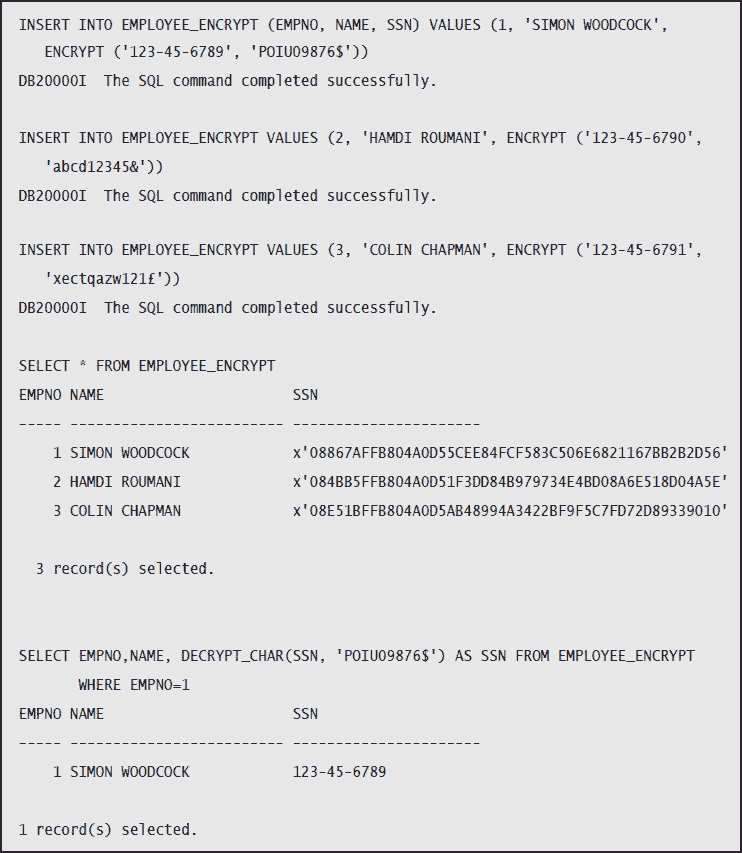 INSERT INTO EMPLOYEE_ENCRYPT (EMPNO, NAME, SSN) VALUES (1, 'SIMON WOODCOCK',
ENCRYPT ('123-45-6789', 'POIU09876$'))
DB20000I  The SQL command completed successfully.
INSERT INTO EMPLOYEE_ENCRYPT VALUES (2, 'HAMDI ROUMANI', ENCRYPT ('123-45-6790',
'abcd12345&'))
DB20000I  The SQL command completed successfully.
INSERT INTO EMPLOYEE_ENCRYPT VALUES (3, 'COLIN CHAPMAN', ENCRYPT ('123-45-6791',
'xectqazw121£'))
DB20000I  The SQL command completed successfully.
SELECT * FROM EMPLOYEE_ENCRYPT
EMPNO NAME                      SSN
----- ------------------------- ----------------------
1 SIMON WOODCOCK            x'08867AFFB804A0D55CEE84FCF583C506E6821167BB2B2D56'
2 HAMDI ROUMANI             x'084BB5FFB804A0D51F3DD84B979734E4BD08A6E518D04A5E'
3 COLIN CHAPMAN             x'08E51BFFB804A0D5AB48994A3422BF9F5C7FD72D89339010'
3 record(s) selected.
SELECT EMPNO,NAME, DECRYPT_CHAR(SSN, 'POIU09876$') AS SSN FROM EMPLOYEE_ENCRYPT
WHERE EMPNO=1
EMPNO NAME                      SSN
----- ------------------------- ----------------------
1 SIMON WOODCOCK            123-45-6789
1 record(s) selected.